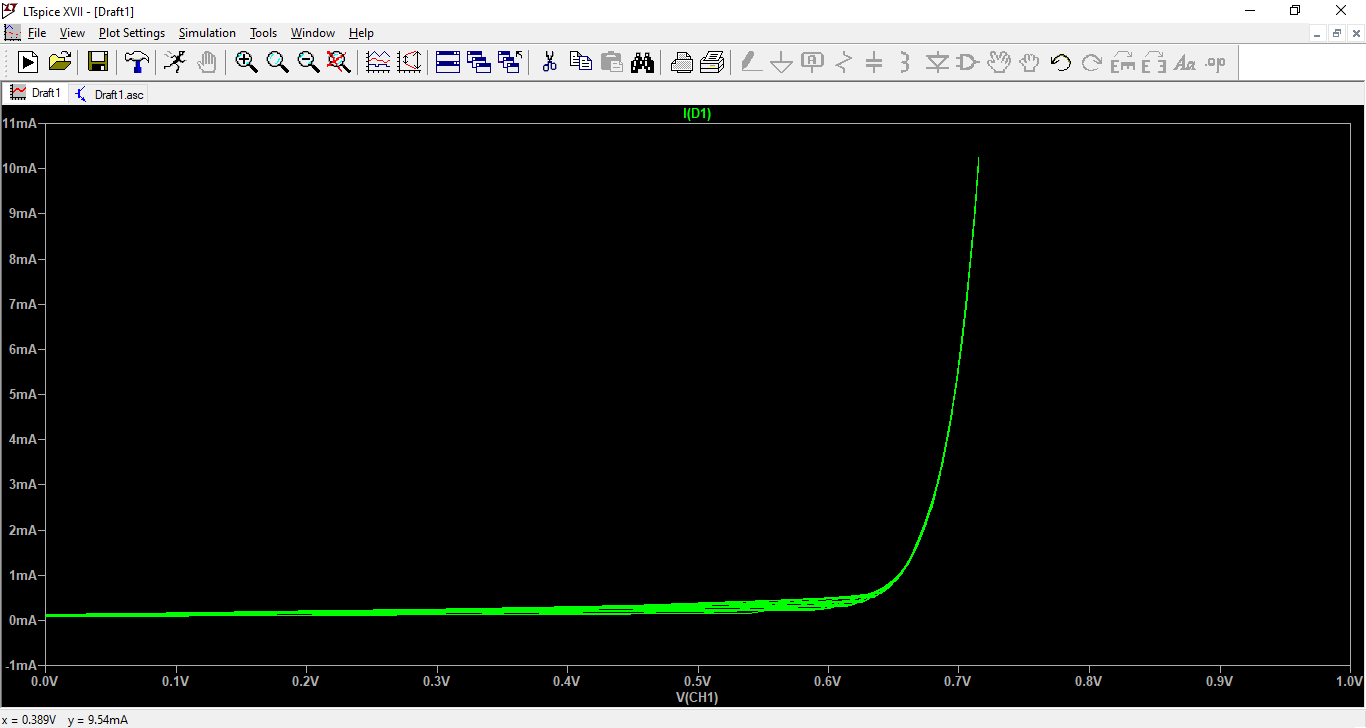 LTspice XVII - [Draft1]
File View Plot Settings Simulation Tools Window Help
Aa .op
Draft1 Draft1.asc
I(D1)
11mA
10mA
9mA
8mA
7mA
6mA
5mA
4mA
3mA
2mA
1mA
0mA
-1mA
0.0V 0.1V 0.2V 0.3V 0.4V 0.5V 0.6V 0.7V 0.8V 0.9V 1.0V
V(CH1)
x = 0.389V y = 9.54mA